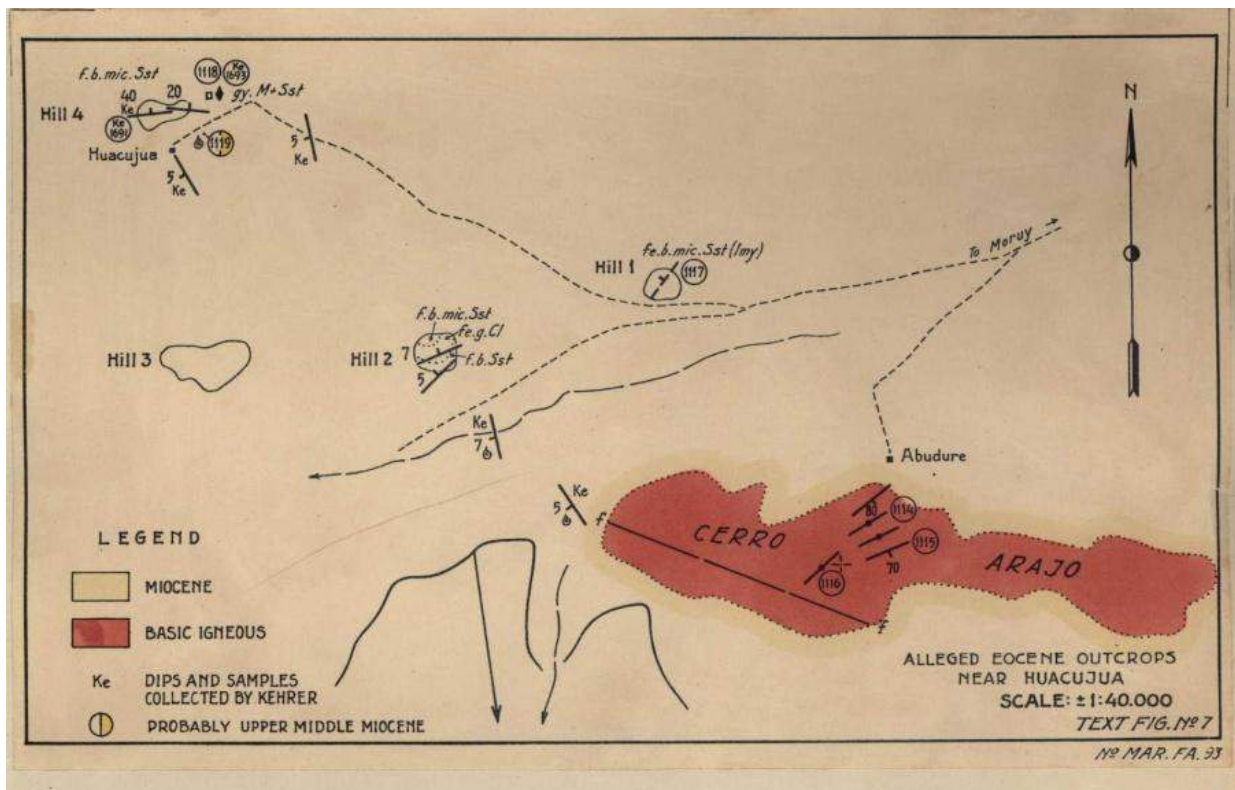 f.b.mic.Sst
1118
Ke 1693
40
20
gy. M+Sst
Hill 4
Ke
Ke 1691
1119
Huacujua
5
Ke
5
Ke
N
To Moruy
fe.b.mic.Sst (lmy)
Hill 1
1117
f.b.mic.Sst
fe.g.Cl
Hill 3
Hill 2
7
f.b.Sst
5
Ke
7
Abudure
Ke
5
f
CERRO
80
1114
1115
70
1116
ARAJO
f
LEGEND
MIOCENE
BASIC IGNEOUS
Ke DIPS AND SAMPLES
COLLECTED BY KEHRER
PROBABLY UPPER MIDDLE MIOCENE
ALLEGED EOCENE OUTCROPS
NEAR HUACUJUA
SCALE: ±1:40.000
TEXT FIG. Nº 7
Nº MAR. FA. 93